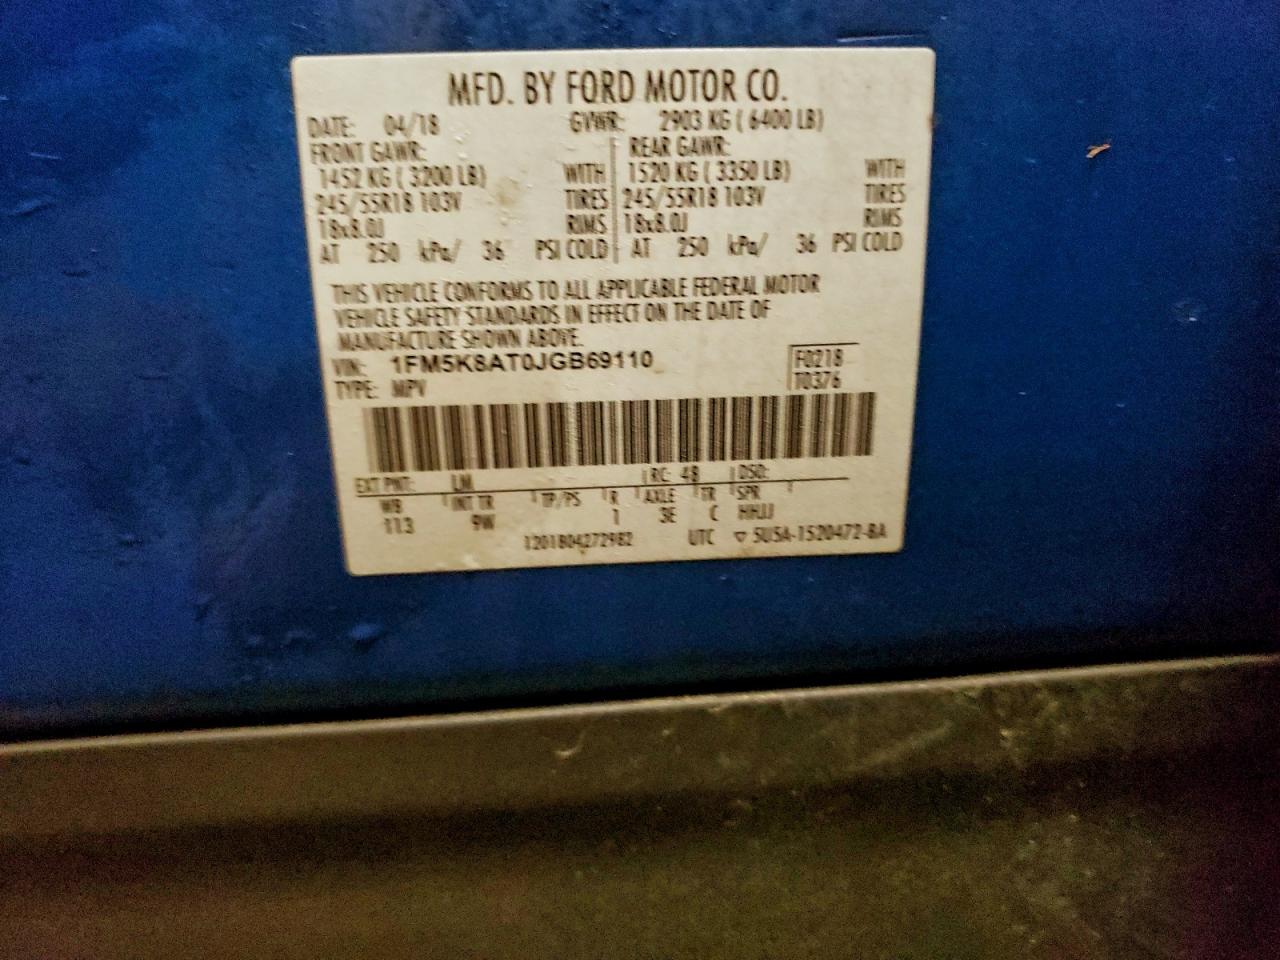 MFD. BY FORD MOTOR CO.
DATE: 04/18 GVWR: 2903 KG ( 6400 LB)
FRONT GAWR: REAR GAWR:
1452 KG ( 3200 LB) WITH 1520 KG ( 3350 LB) WITH
245/55R18 103V TIRES 245/55R18 103V TIRES
18x8.0J RIMS 18x8.0J RIMS
AT 250 kPa/ 36 PSI COLD AT 250 kPa/ 36 PSI COLD
THIS VEHICLE CONFORMS TO ALL APPLICABLE FEDERAL MOTOR
VEHICLE SAFETY STANDARDS IN EFFECT ON THE DATE OF
MANUFACTURE SHOWN ABOVE.
VIN: 1FM5K8AT0JGB69110 F0218
TYPE: MPV T0376
EXT PNT: LM RC: 48 DSO:
WB INT TR TP/PS R AXLE TR SPR
113 9W 1 3E C HHJJ
1201804272982 UTC ▽ 5U5A-1520472-BA